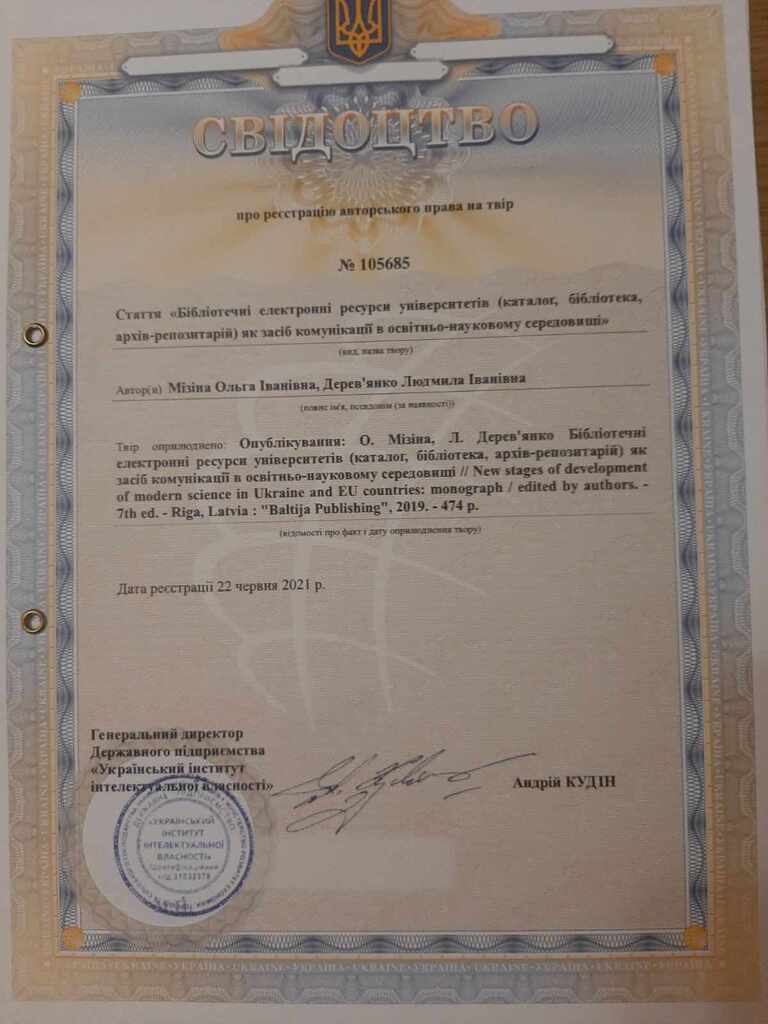 СВІДОЦТВО
про реєстрацію авторського права на твір
№ 105685
Стаття «Бібліотечні електронні ресурси університетів (каталог, бібліотека,
архів-репозитарій) як засіб комунікації в освітньо-науковому середовищі»
(вид, назва твору)
Автор(и) Мізіна Ольга Іванівна, Дерев'янко Людмила Іванівна
(повне ім'я, псевдонім (за наявності))
Твір оприлюднено: Опублікування: О. Мізіна, Л. Дерев'янко Бібліотечні
електронні ресурси університетів (каталог, бібліотека, архів-репозитарій) як
засіб комунікації в освітньо-науковому середовищі // New stages of development
of modern science in Ukraine and EU countries: monograph / edited by authors. -
7th ed. - Riga, Latvia : "Baltija Publishing", 2019. - 474 p.
(відомості про факт і дату оприлюднення твору)
Дата реєстрації 22 червня 2021 р.
Генеральний директор
Державного підприємства
«Український інститут
інтелектуальної власності»
Андрій КУДІН
«УКРАЇНСЬКИЙ
ІНСТИТУТ
ІНТЕЛЕКТУАЛЬНОЇ
ВЛАСНОСТІ»